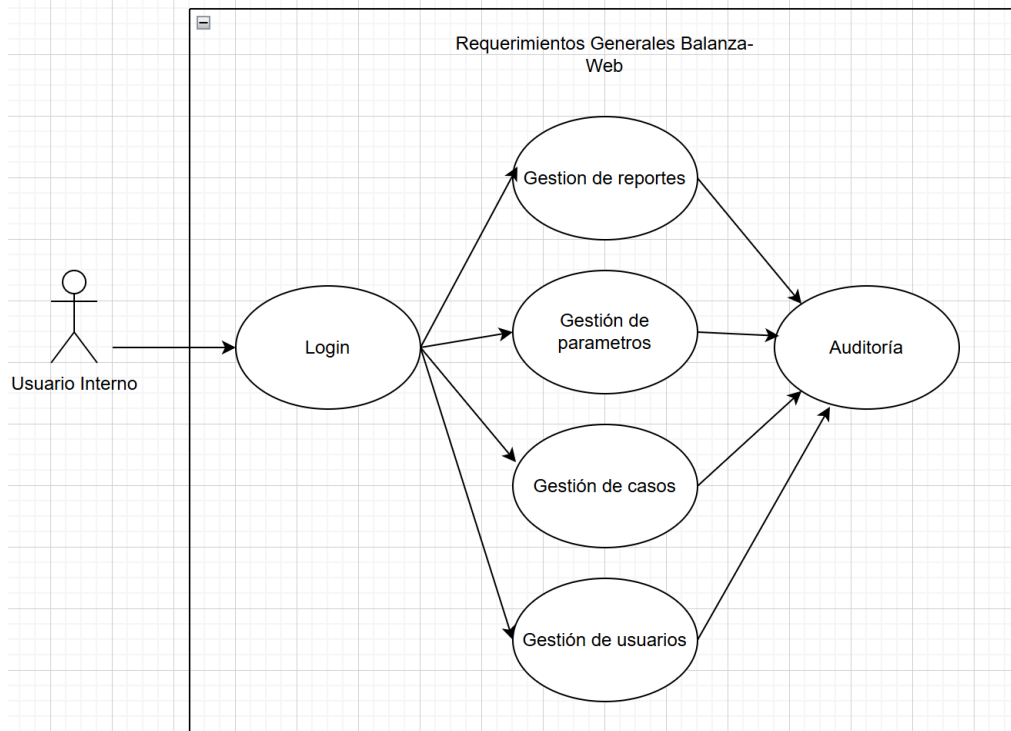 Requerimientos Generales Balanza-
Web
Gestion de reportes
Gestión de
parametros
Login
Auditoría
Usuario Interno
Gestión de casos
Gestión de usuarios